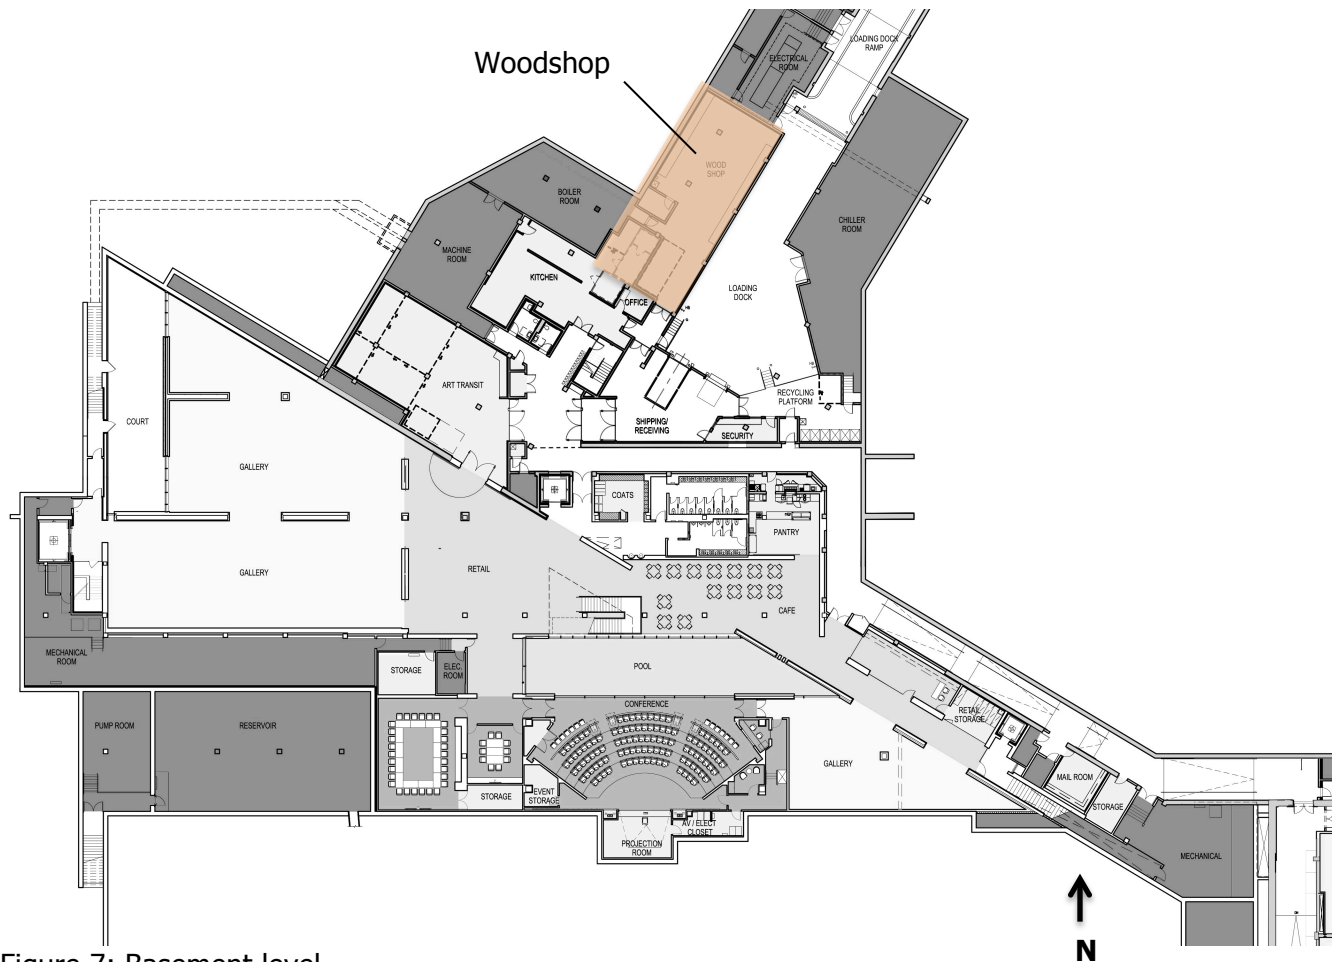 LOADING DOCK
RAMP
ELECTRICAL
ROOM
Woodshop
WOOD
SHOP
BOILER
ROOM
CHILLER
ROOM
MACHINE
ROOM
KITCHEN
OFFICE
LOADING
DOCK
ART TRANSIT
RECYCLING
PLATFORM
COURT
SHIPPING/
RECEIVING
SECURITY
GALLERY
COATS
PANTRY
GALLERY
RETAIL
CAFE
MECHANICAL
ROOM
STORAGE
ELEC.
ROOM
POOL
CONFERENCE
RETAIL
STORAGE
PUMP ROOM
RESERVOIR
GALLERY
MAIL ROOM
STORAGE
EVENT
STORAGE
STORAGE
AV / ELECT
CLOSET
PROJECTION
ROOM
MECHANICAL
N
Figure 7: Basement level